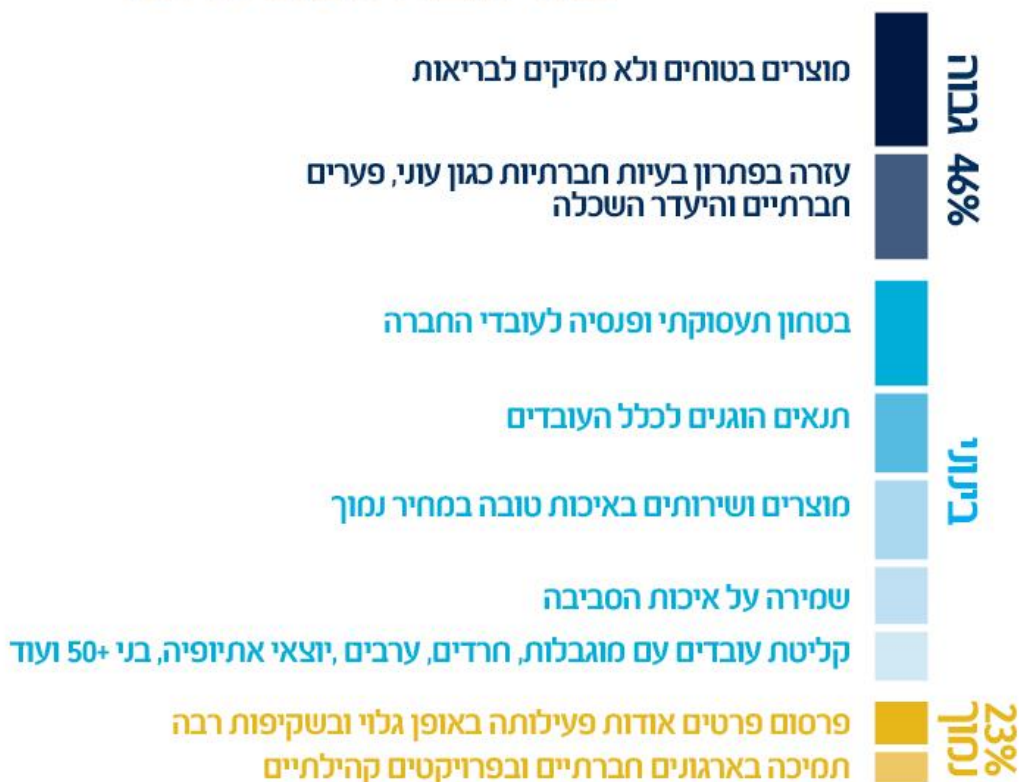 גבוה 46%
מוצרים בטוחים ולא מזיקים לבריאות
עזרה בפתרון בעיות חברתיות כגון עוני, פערים
חברתיים והיעדר השכלה
בינוני
בטחון תעסוקתי ופנסיה לעובדי החברה
תנאים הוגנים לכלל העובדים
מוצרים ושירותים באיכות טובה במחיר נמוך
שמירה על איכות הסביבה
קליטת עובדים עם מוגבלות, חרדים, ערבים ,יוצאי אתיופיה, בני +50 ועוד
23%
נמוך
פרסום פרטים אודות פעילותה באופן גלוי ובשקיפות רבה
תמיכה בארגונים חברתיים ובפרויקטים קהילתיים